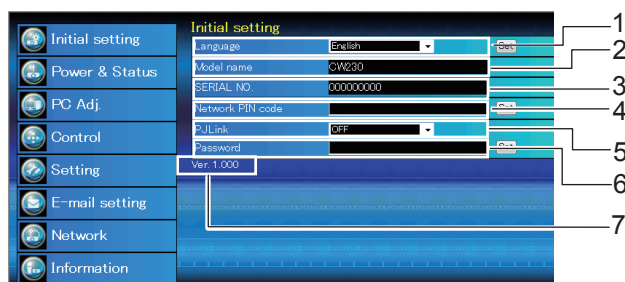 Initial setting
Power & Status
PC Adj.
Control
Setting
E-mail setting
Network
Information
Initial setting
Language English Set
Model name CW230
SERIAL NO. 000000000
Network PIN code Set
PJLink OFF
Password Set
Ver. 1.000
1
2
3
4
5
6
7